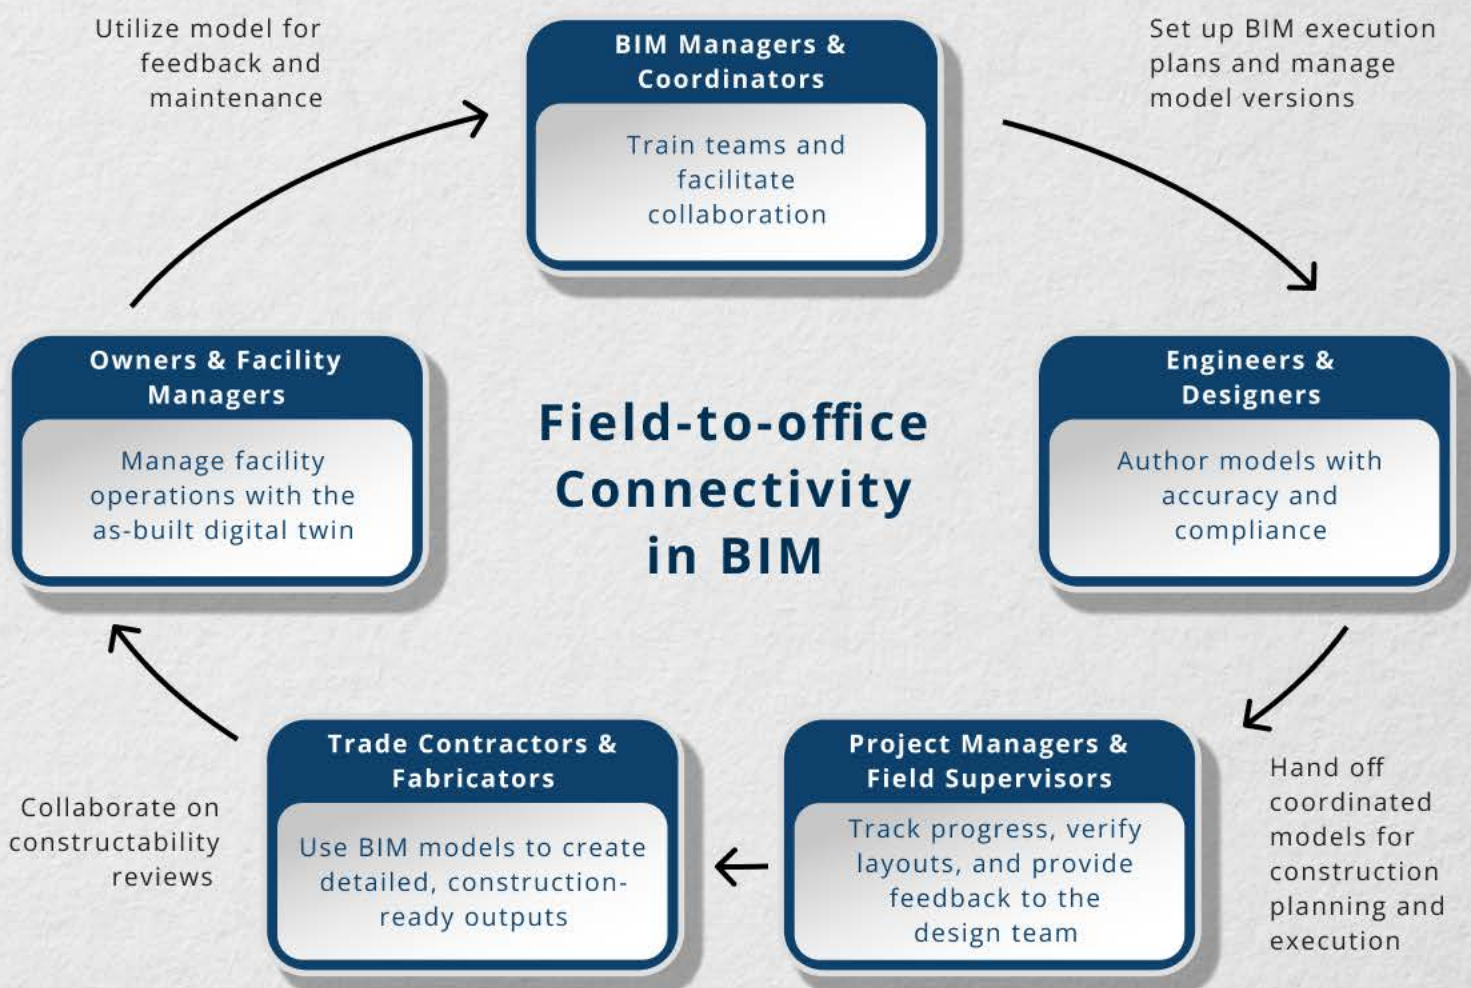 Utilize model for
feedback and
maintenance
BIM Managers &
Coordinators
Train teams and
facilitate
collaboration
Set up BIM execution
plans and manage
model versions
Owners & Facility
Managers
Manage facility
operations with the
as-built digital twin
Field-to-office
Connectivity
in BIM
Engineers &
Designers
Author models with
accuracy and
compliance
Collaborate on
constructability
reviews
Trade Contractors &
Fabricators
Use BIM models to create
detailed, construction-
ready outputs
Project Managers &
Field Supervisors
Track progress, verify
layouts, and provide
feedback to the
design team
Hand off
coordinated
models for
construction
planning and
execution